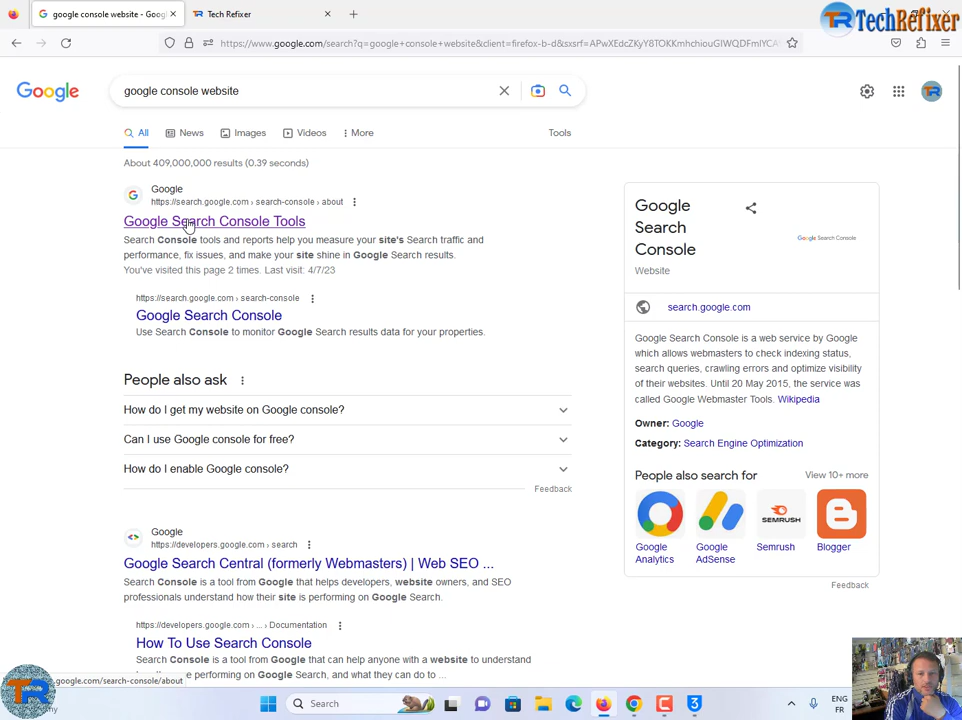 google console website - Googl
Tech Refixer
TechRefixer
https://www.google.com/search?q=google+console+website&client=firefox-b-d&sxsrf=
Google
google console website
All
News
Images
Videos
More
Tools
About 409,000,000 results (0.39 seconds)
Google
https://search.google.com › search-console › about
Google Search Console Tools
Search Console tools and reports help you measure your site's Search traffic and
performance, fix issues, and make your site shine in Google Search results.
You've visited this page 2 times. Last visit: 4/7/23
https://search.google.com › search-console
Google Search Console
Use Search Console to monitor Google Search results data for your properties.
People also ask
How do I get my website on Google console?
Can I use Google console for free?
How do I enable Google console?
Feedback
Google
https://developers.google.com › search
Google Search Central (formerly Webmasters) | Web SEO ...
Search Console is a tool from Google that helps developers, website owners, and SEO
professionals understand how their site is performing on Google Search.
https://developers.google.com › ... › Documentation
How To Use Search Console
Search Console is a tool from Google that can help anyone with a website to understand
e performing on Google Search, and what they can do to ...
Google
Search
Console
Google Search Console
Website
search.google.com
Google Search Console is a web service by Google
which allows webmasters to check indexing status,
search queries, crawling errors and optimize visibility
of their websites. Until 20 May 2015, the service was
called Google Webmaster Tools. Wikipedia
Owner: Google
Category: Search Engine Optimization
People also search for
View 10+ more
SEMRUSH
Google
Analytics
Google
AdSense
Semrush
Blogger
Feedback
google.com/search-console/about
TR
Search
ENG
FR